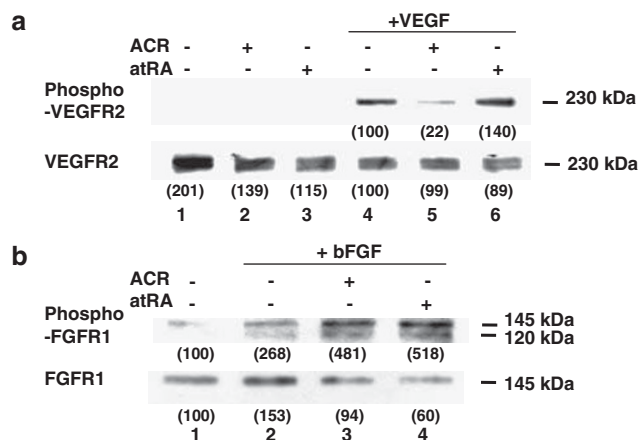 a
+VEGF
ACR - + - - + -
atRA - - + - - +
Phospho
-VEGFR2
230 kDa
(100) (22) (140)
VEGFR2
230 kDa
(201) (139) (115) (100) (99) (89)
1 2 3 4 5 6
b
+ bFGF
ACR - - + -
atRA - - - +
Phospho
-FGFR1
145 kDa
120 kDa
(100) (268) (481) (518)
FGFR1
145 kDa
(100) (153) (94) (60)
1 2 3 4